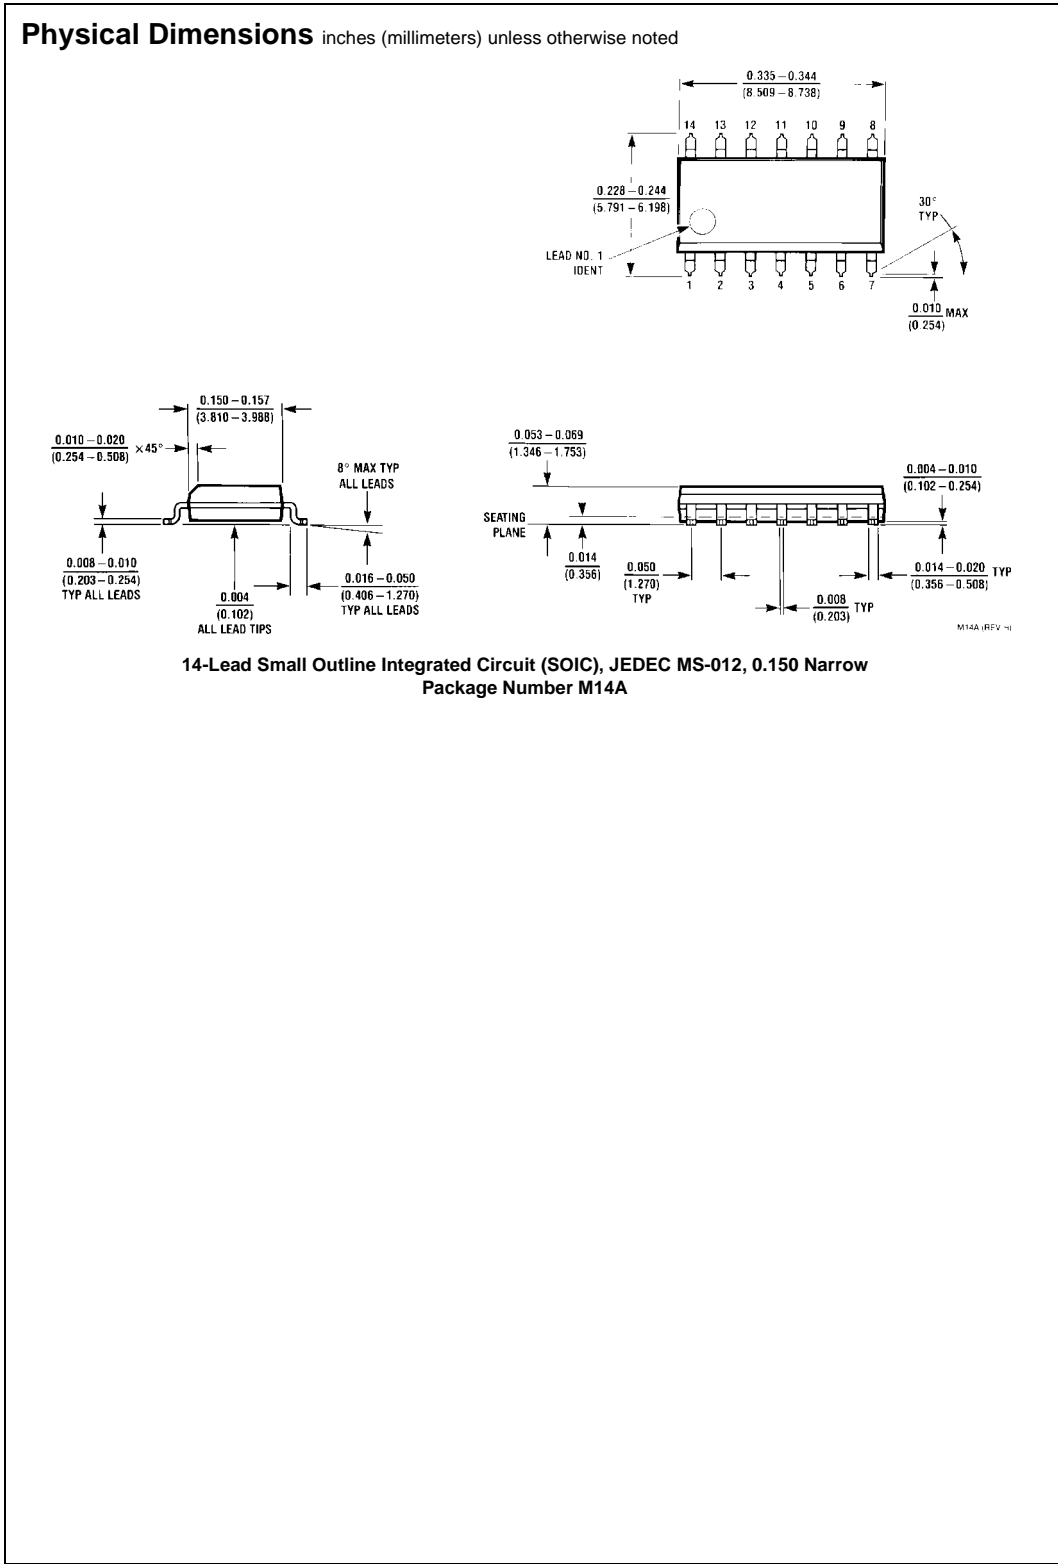 Physical Dimensions inches (millimeters) unless otherwise noted
0.335 – 0.344
(8.509 – 8.738)
14 13 12 11 10 9 8
0.228 – 0.244
(5.791 – 6.198)
30°
TYP
LEAD NO. 1
IDENT
1 2 3 4 5 6 7
0.010 MAX
(0.254)
0.150 – 0.157
(3.810 – 3.988)
0.010 – 0.020
(0.254 – 0.508)
×45°
8° MAX TYP
ALL LEADS
0.008 – 0.010
(0.203 – 0.254)
TYP ALL LEADS
0.004
(0.102)
ALL LEAD TIPS
0.016 – 0.050
(0.406 – 1.270)
TYP ALL LEADS
0.053 – 0.069
(1.346 – 1.753)
0.004 – 0.010
(0.102 – 0.254)
SEATING
PLANE
0.014
(0.356)
0.050
(1.270)
TYP
0.008
(0.203)
TYP
0.014 – 0.020
(0.356 – 0.508)
TYP
M14A (REV H)
14-Lead Small Outline Integrated Circuit (SOIC), JEDEC MS-012, 0.150 Narrow
Package Number M14A